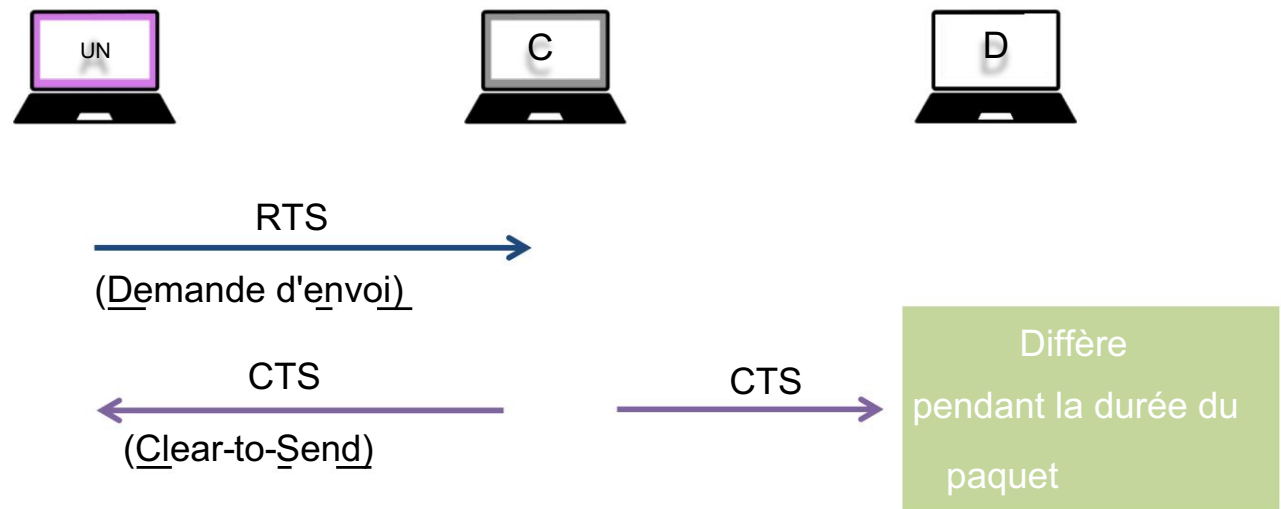 UN
C
D
RTS
(Demande d'envoi)
CTS
(Clear-to-Send)
CTS
Diffère
pendant la durée du
paquet